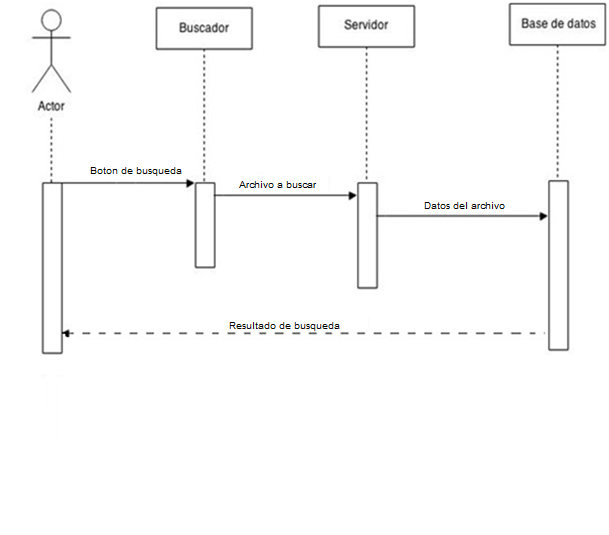 Buscador
Servidor
Base de datos
Actor
Boton de busqueda
Archivo a buscar
Datos del archivo
Resultado de busqueda